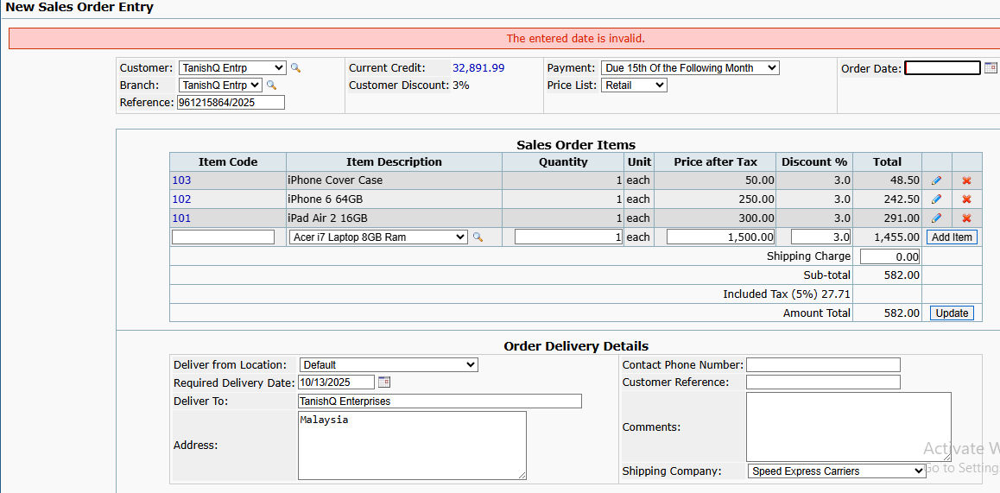 New Sales Order Entry
The entered date is invalid.
Customer: TanishQ Entrp Current Credit: 32,891.99 Payment: Due 15th Of the Following Month Order Date:
Branch: TanishQ Entrp Customer Discount: 3% Price List: Retail
Reference: 961215864/2025
Sales Order Items
Item Code Item Description Quantity Unit Price after Tax Discount % Total
103 iPhone Cover Case 1 each 50.00 3.0 48.50
102 iPhone 6 64GB 1 each 250.00 3.0 242.50
101 iPad Air 2 16GB 1 each 300.00 3.0 291.00
Acer i7 Laptop 8GB Ram 1 each 1,500.00 3.0 1,455.00 Add Item
Shipping Charge 0.00
Sub-total 582.00
Included Tax (5%) 27.71
Amount Total 582.00 Update
Order Delivery Details
Deliver from Location: Default Contact Phone Number:
Required Delivery Date: 10/13/2025 Customer Reference:
Deliver To: TanishQ Enterprises
Malaysia
Comments:
Address:
Activate W
Go to Setting
Shipping Company: Speed Express Carriers